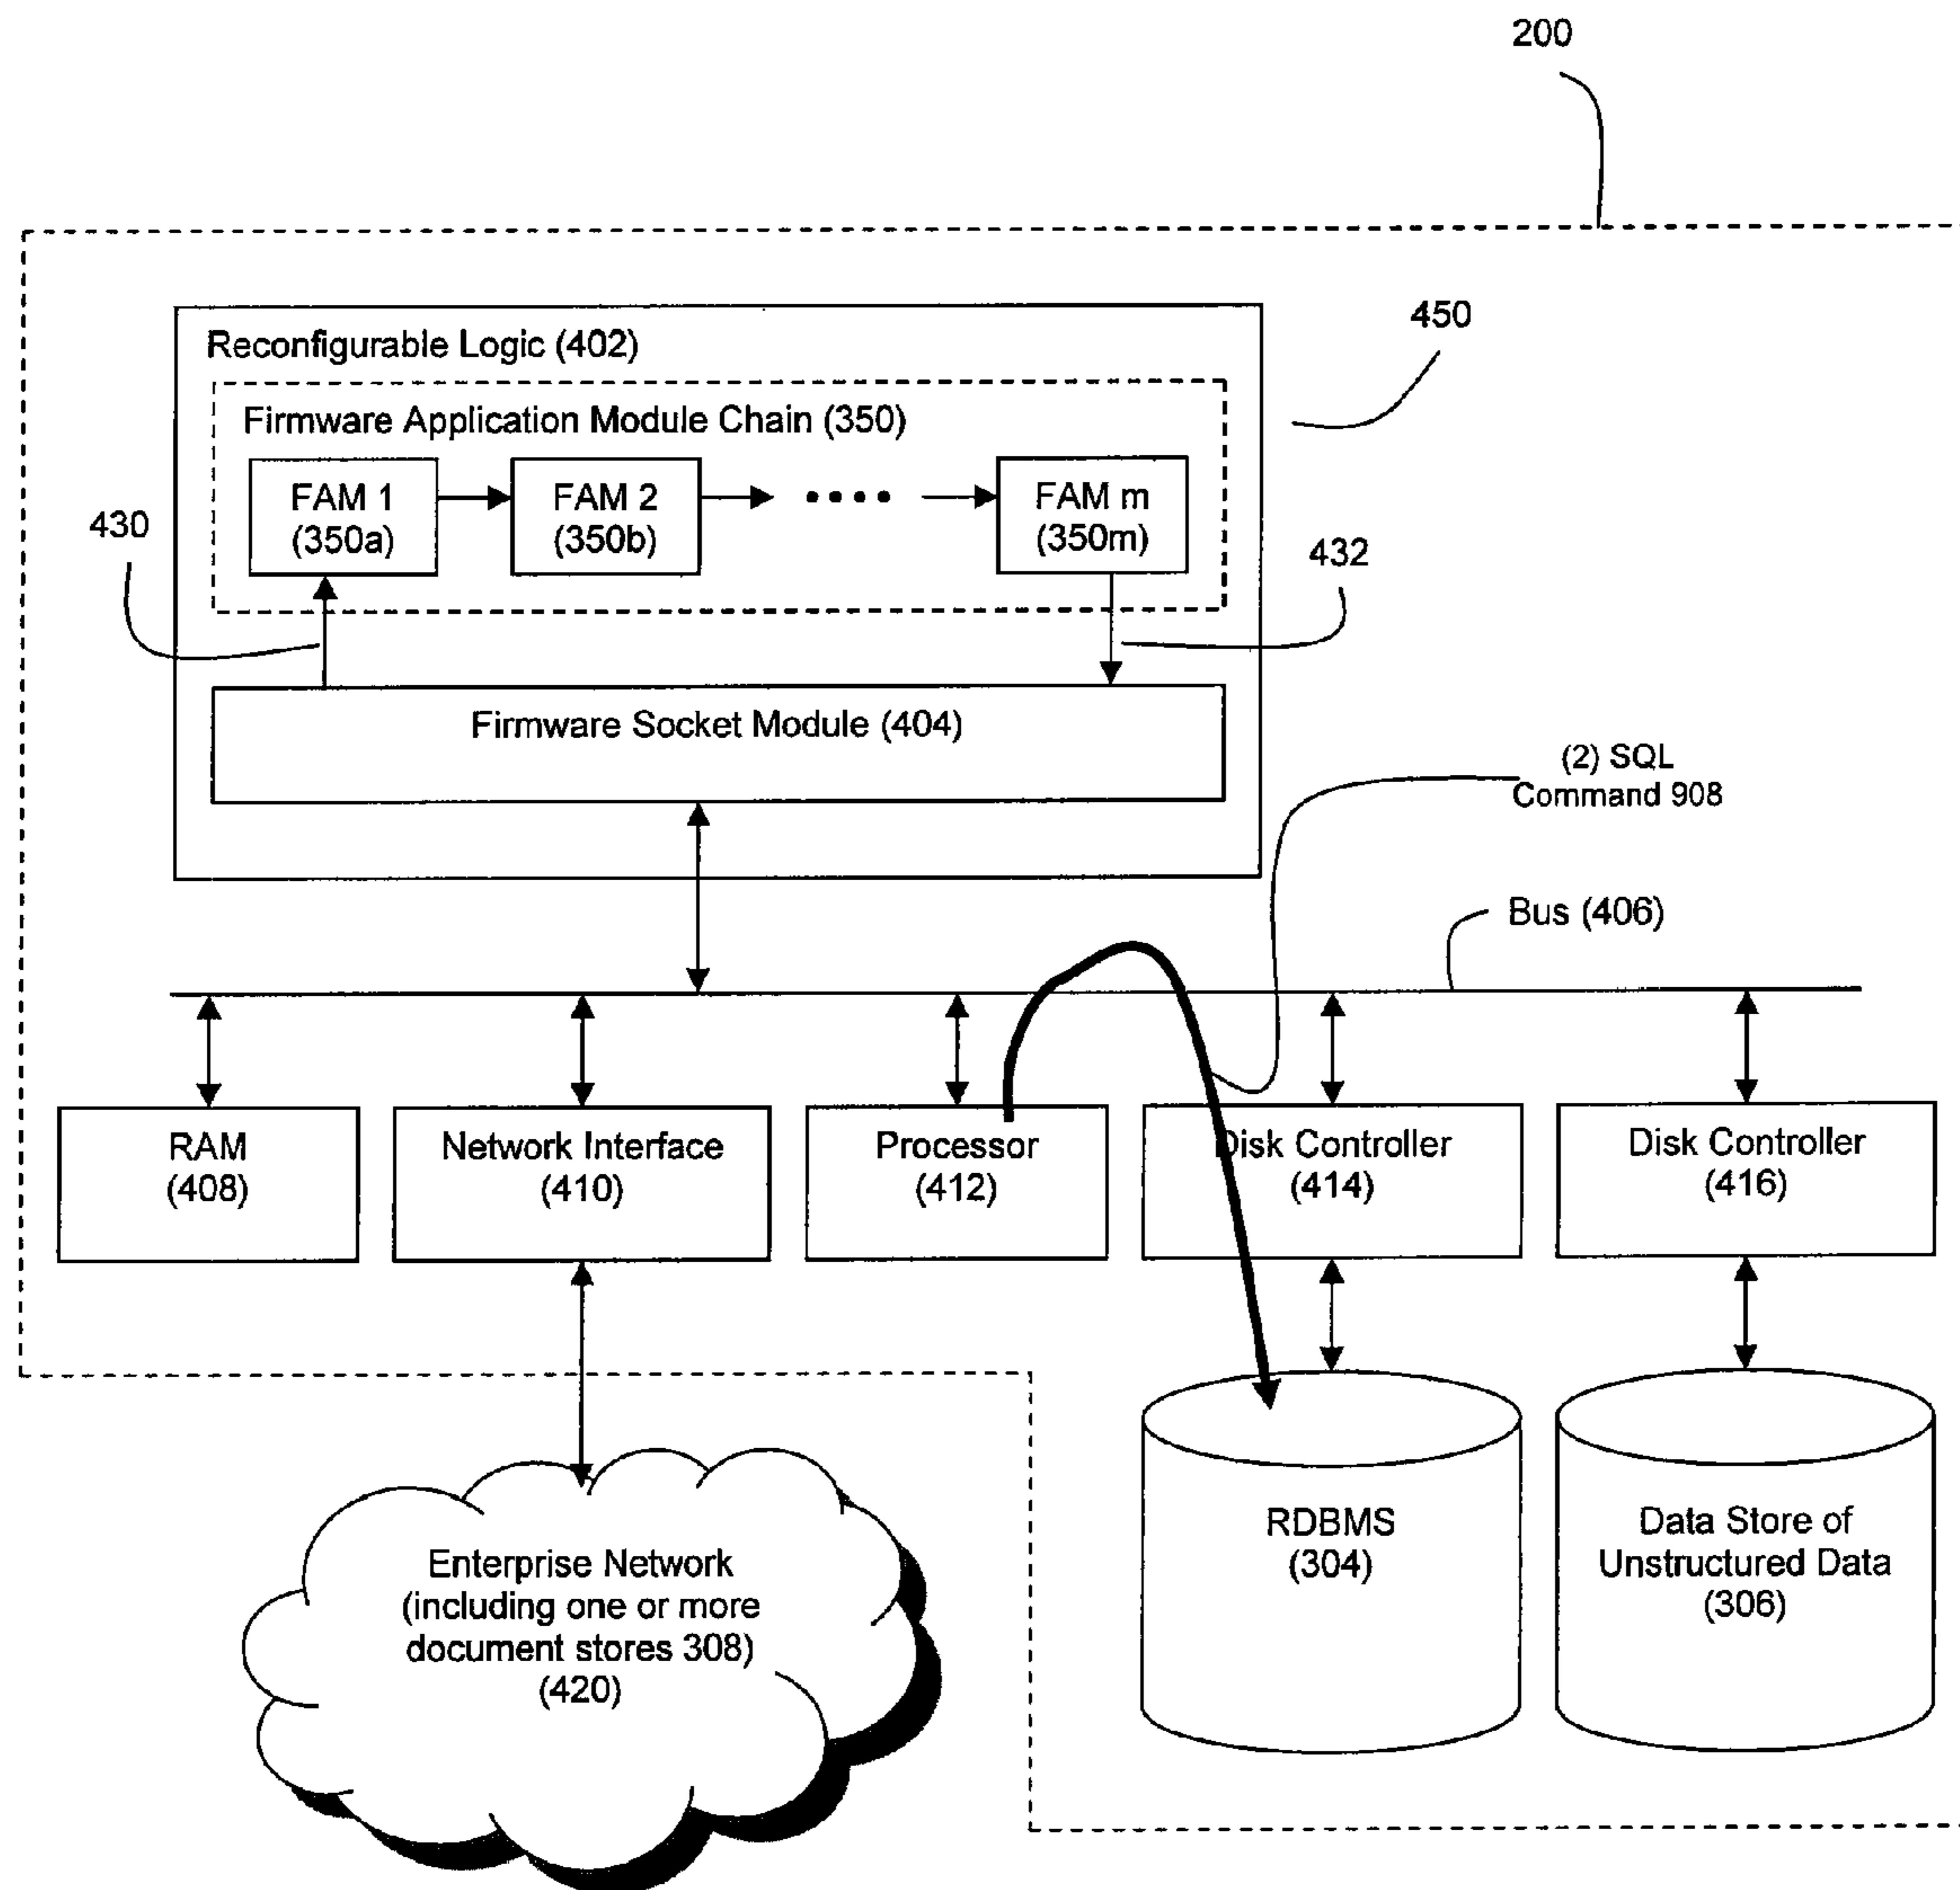 200
450
Reconfigurable Logic (402)
Firmware Application Module Chain (350)
FAM 1
(350a)
FAM 2
(350b)
FAM m
(350m)
430
432
Firmware Socket Module (404)
(2) SQL
Command 908
Bus (406)
RAM
(408)
Network Interface
(410)
Processor
(412)
Disk Controller
(414)
Disk Controller
(416)
Enterprise Network
(including one or more
document stores 308)
(420)
RDBMS
(304)
Data Store of
Unstructured Data
(306)